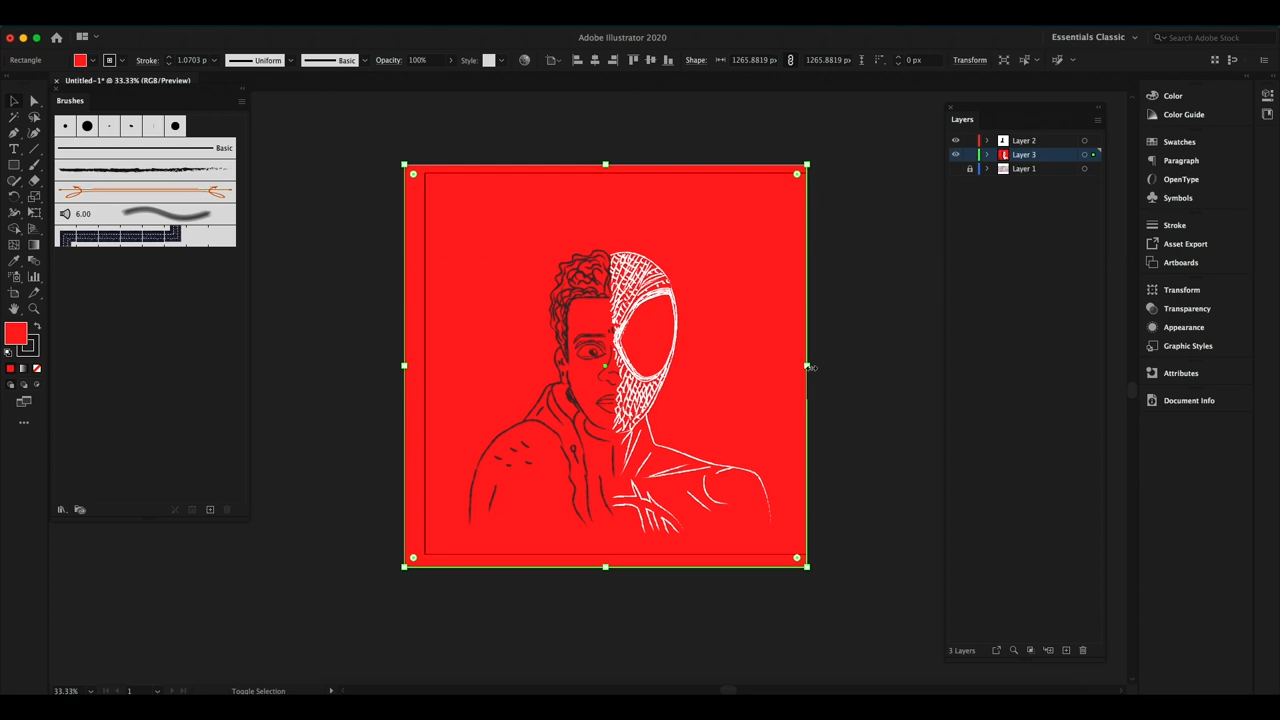 Adobe Illustrator 2020
Essentials Classic
Search Adobe Stock
Rectangle
Stroke:
1.0703 p
Uniform
Basic
Opacity:
100%
Style:
Shape:
1265.8819 p
1265.8819 p
0 px
Transform
Untitled-1* @ 33.33% (RGB/Preview)
Brushes
Basic
6.00
Layers
Layer 2
Layer 3
Layer 1
3 Layers
Color
Color Guide
Swatches
Paragraph
OpenType
Symbols
Stroke
Asset Export
Artboards
Transform
Transparency
Appearance
Graphic Styles
Attributes
Document Info
33.33%
1
Toggle Selection